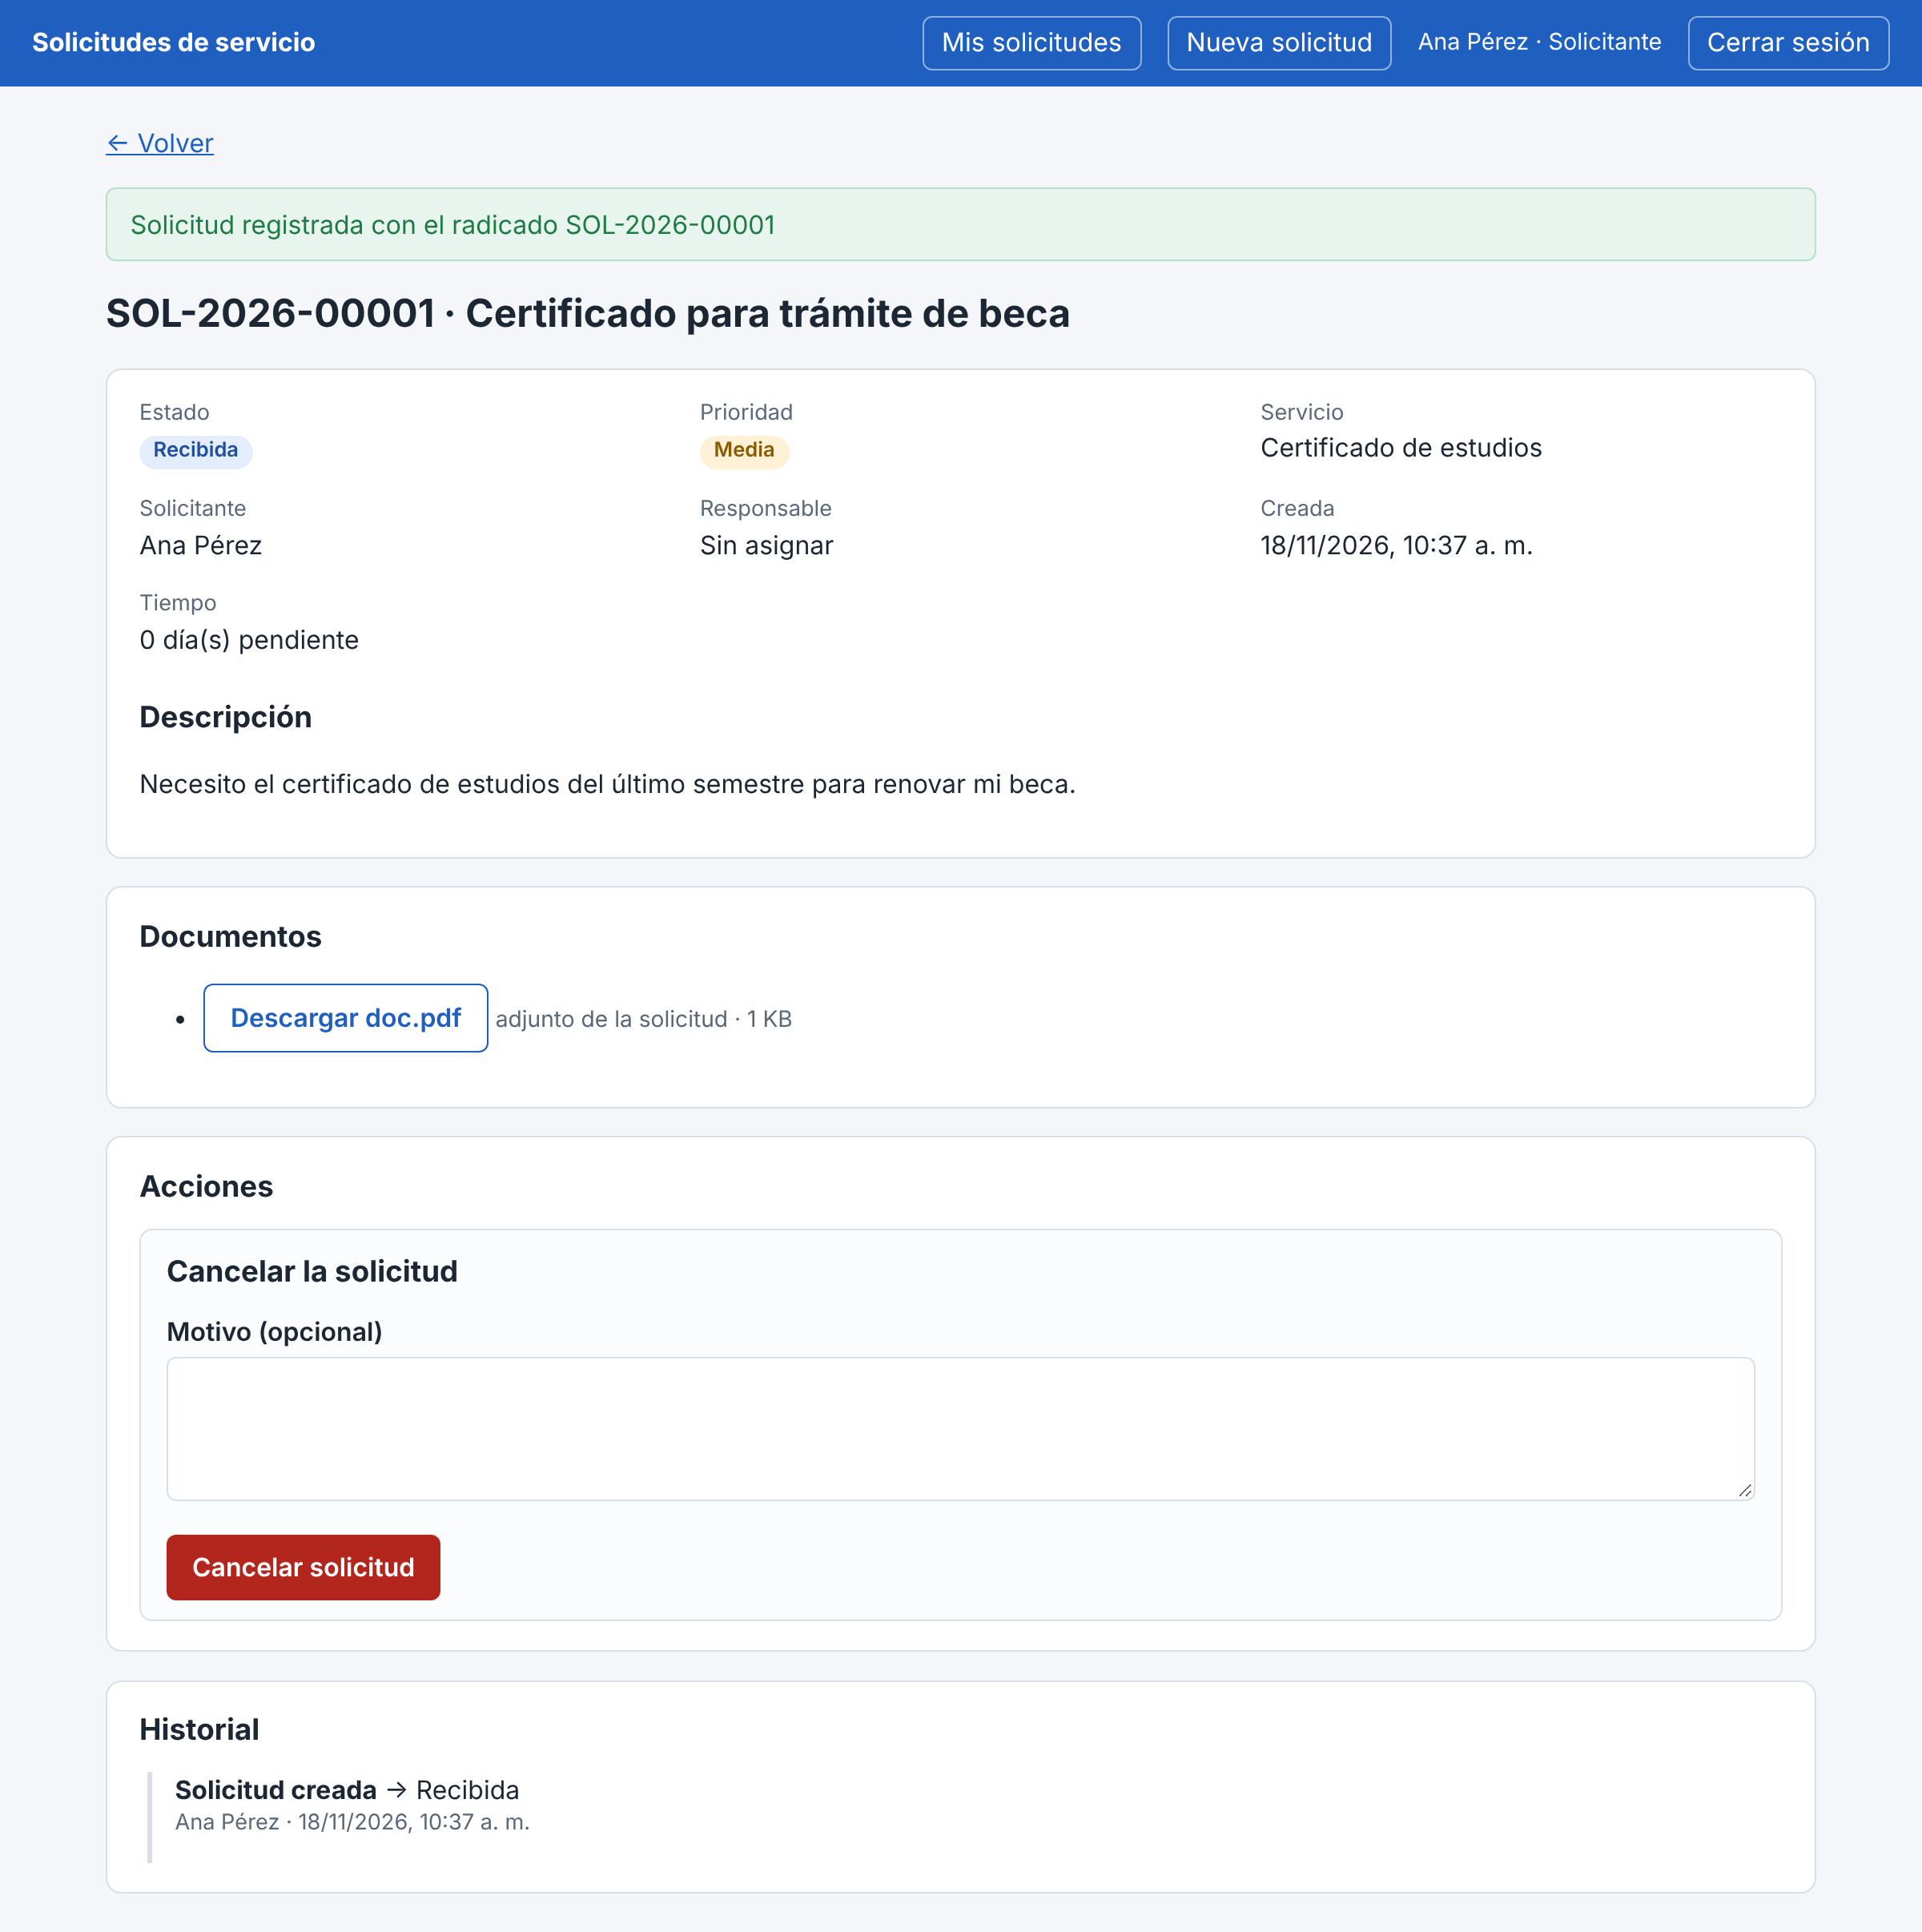 Solicitudes de servicio
Mis solicitudes
Nueva solicitud
Ana Pérez · Solicitante
Cerrar sesión
← Volver
Solicitud registrada con el radicado SOL-2026-00001
SOL-2026-00001 · Certificado para trámite de beca
Estado
Recibida
Prioridad
Media
Servicio
Certificado de estudios
Solicitante
Ana Pérez
Responsable
Sin asignar
Creada
18/11/2026, 10:37 a. m.
Tiempo
0 día(s) pendiente
Descripción
Necesito el certificado de estudios del último semestre para renovar mi beca.
Documentos
• Descargar doc.pdf adjunto de la solicitud · 1 KB
Acciones
Cancelar la solicitud
Motivo (opcional)
Cancelar solicitud
Historial
Solicitud creada → Recibida
Ana Pérez · 18/11/2026, 10:37 a. m.